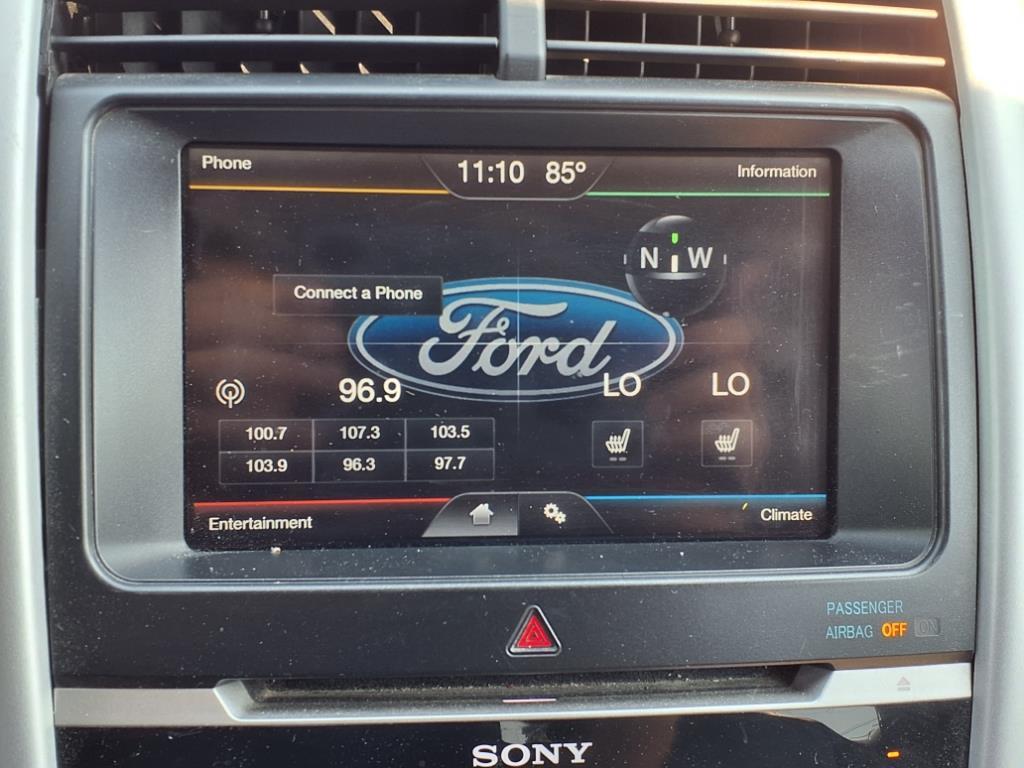 Phone
11:10 85°
Information
N W
Connect a Phone
Ford
96.9
LO LO
100.7 107.3 103.5
103.9 96.3 97.7
Entertainment
Climate
PASSENGER
AIRBAG OFF ON
SONY